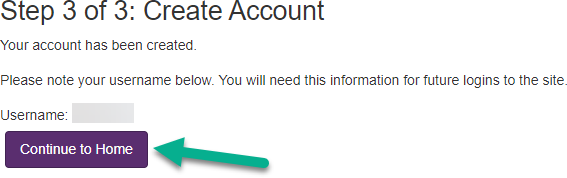 Step 3 of 3: Create Account
Your account has been created.
Please note your username below. You will need this information for future logins to the site.
Username:
Continue to Home